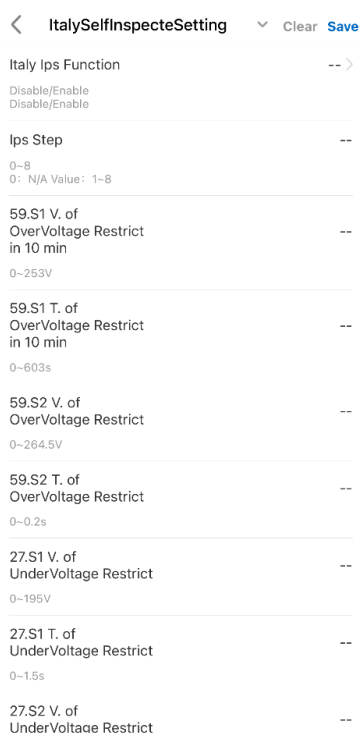 ItalySelfInspecteSetting
Clear Save
Italy Ips Function --
Disable/Enable
Disable/Enable
Ips Step --
0~8
0: N/A Value: 1~8
59.S1 V. of
OverVoltage Restrict --
in 10 min
0~253V
59.S1 T. of
OverVoltage Restrict --
in 10 min
0~603s
59.S2 V. of
OverVoltage Restrict --
0~264.5V
59.S2 T. of
OverVoltage Restrict --
0~0.2s
27.S1 V. of
UnderVoltage Restrict --
0~195V
27.S1 T. of
UnderVoltage Restrict --
0~1.5s
27.S2 V. of
UnderVoltage Restrict --